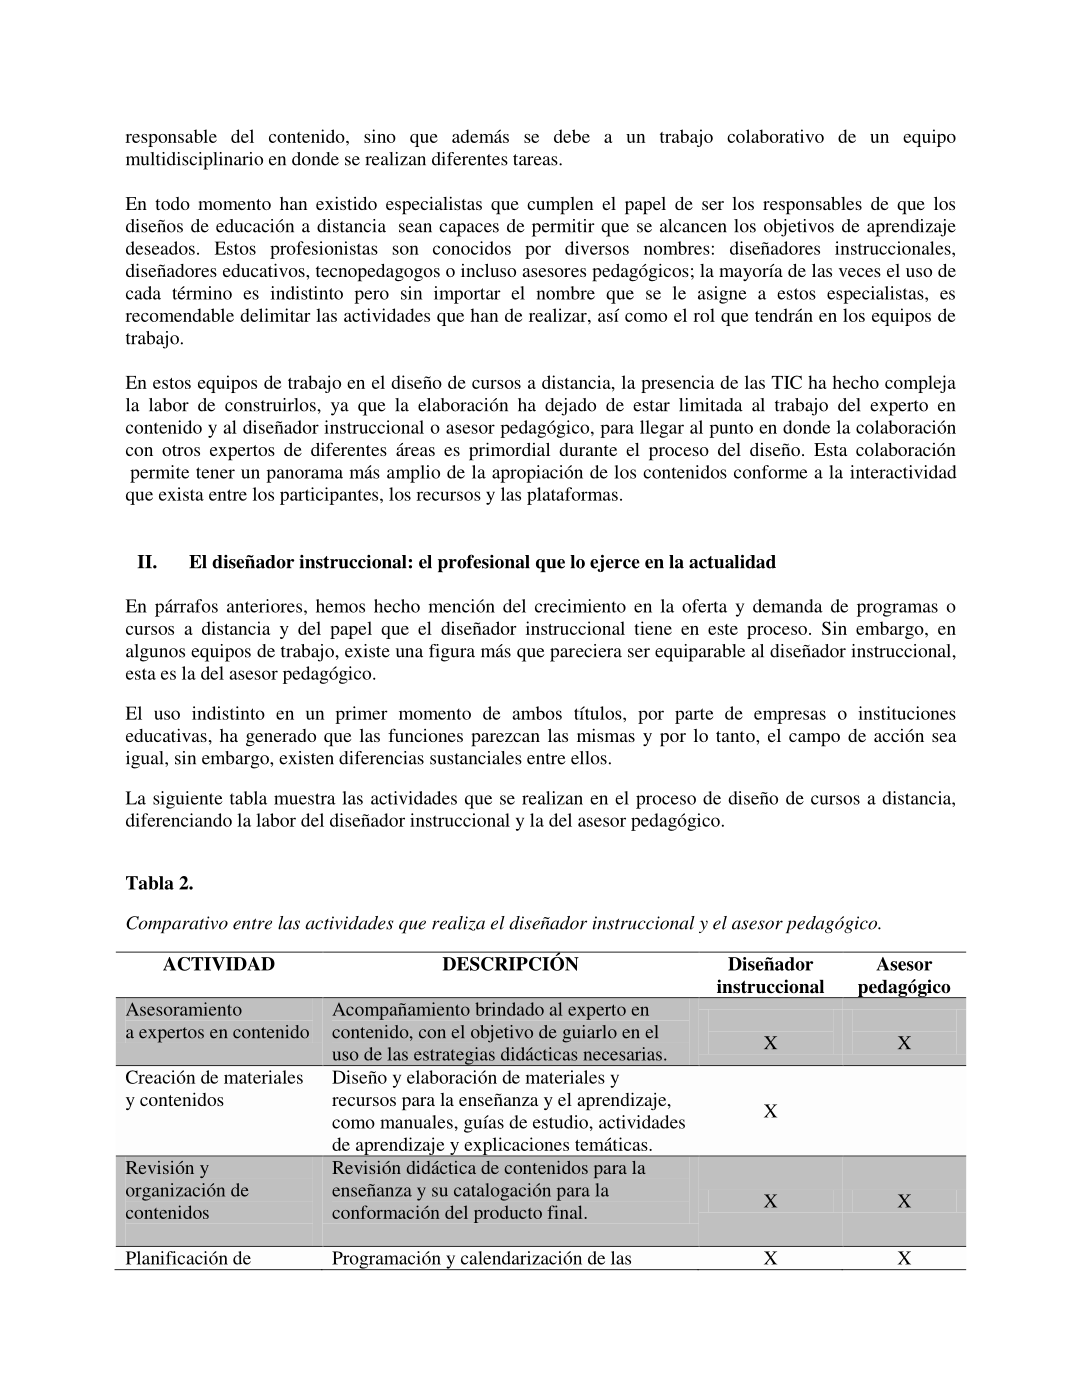 responsable del contenido, sino que además se debe a un trabajo colaborativo de un equipo
multidisciplinario en donde se realizan diferentes tareas.
En todo momento han existido especialistas que cumplen el papel de ser los responsables de que los
diseños de educación a distancia sean capaces de permitir que se alcancen los objetivos de aprendizaje
deseados. Estos profesionistas son conocidos por diversos nombres: diseñadores instruccionales,
diseñadores educativos, tecnopedagogos o incluso asesores pedagógicos; la mayoría de las veces el uso de
cada término es indistinto pero sin importar el nombre que se le asigne a estos especialistas, es
recomendable delimitar las actividades que han de realizar, así como el rol que tendrán en los equipos de
trabajo.
En estos equipos de trabajo en el diseño de cursos a distancia, la presencia de las TIC ha hecho compleja
la labor de construirlos, ya que la elaboración ha dejado de estar limitada al trabajo del experto en
contenido y al diseñador instruccional o asesor pedagógico, para llegar al punto en donde la colaboración
con otros expertos de diferentes áreas es primordial durante el proceso del diseño. Esta colaboración
permite tener un panorama más amplio de la apropiación de los contenidos conforme a la interactividad
que exista entre los participantes, los recursos y las plataformas.
II. El diseñador instruccional: el profesional que lo ejerce en la actualidad
En párrafos anteriores, hemos hecho mención del crecimiento en la oferta y demanda de programas o
cursos a distancia y del papel que el diseñador instruccional tiene en este proceso. Sin embargo, en
algunos equipos de trabajo, existe una figura más que pareciera ser equiparable al diseñador instruccional,
esta es la del asesor pedagógico.
El uso indistinto en un primer momento de ambos títulos, por parte de empresas o instituciones
educativas, ha generado que las funciones parezcan las mismas y por lo tanto, el campo de acción sea
igual, sin embargo, existen diferencias sustanciales entre ellos.
La siguiente tabla muestra las actividades que se realizan en el proceso de diseño de cursos a distancia,
diferenciando la labor del diseñador instruccional y la del asesor pedagógico.
Tabla 2.
Comparativo entre las actividades que realiza el diseñador instruccional y el asesor pedagógico.
ACTIVIDAD DESCRIPCIÓN Diseñador Asesor
instruccional pedagógico
Asesoramiento Acompañamiento brindado al experto en
a expertos en contenido contenido, con el objetivo de guiarlo en el
uso de las estrategias didácticas necesarias. X X
Creación de materiales Diseño y elaboración de materiales y
y contenidos recursos para la enseñanza y el aprendizaje,
como manuales, guías de estudio, actividades X
de aprendizaje y explicaciones temáticas.
Revisión y Revisión didáctica de contenidos para la
organización de enseñanza y su catalogación para la X X
contenidos conformación del producto final.
Planificación de Programación y calendarización de las X X